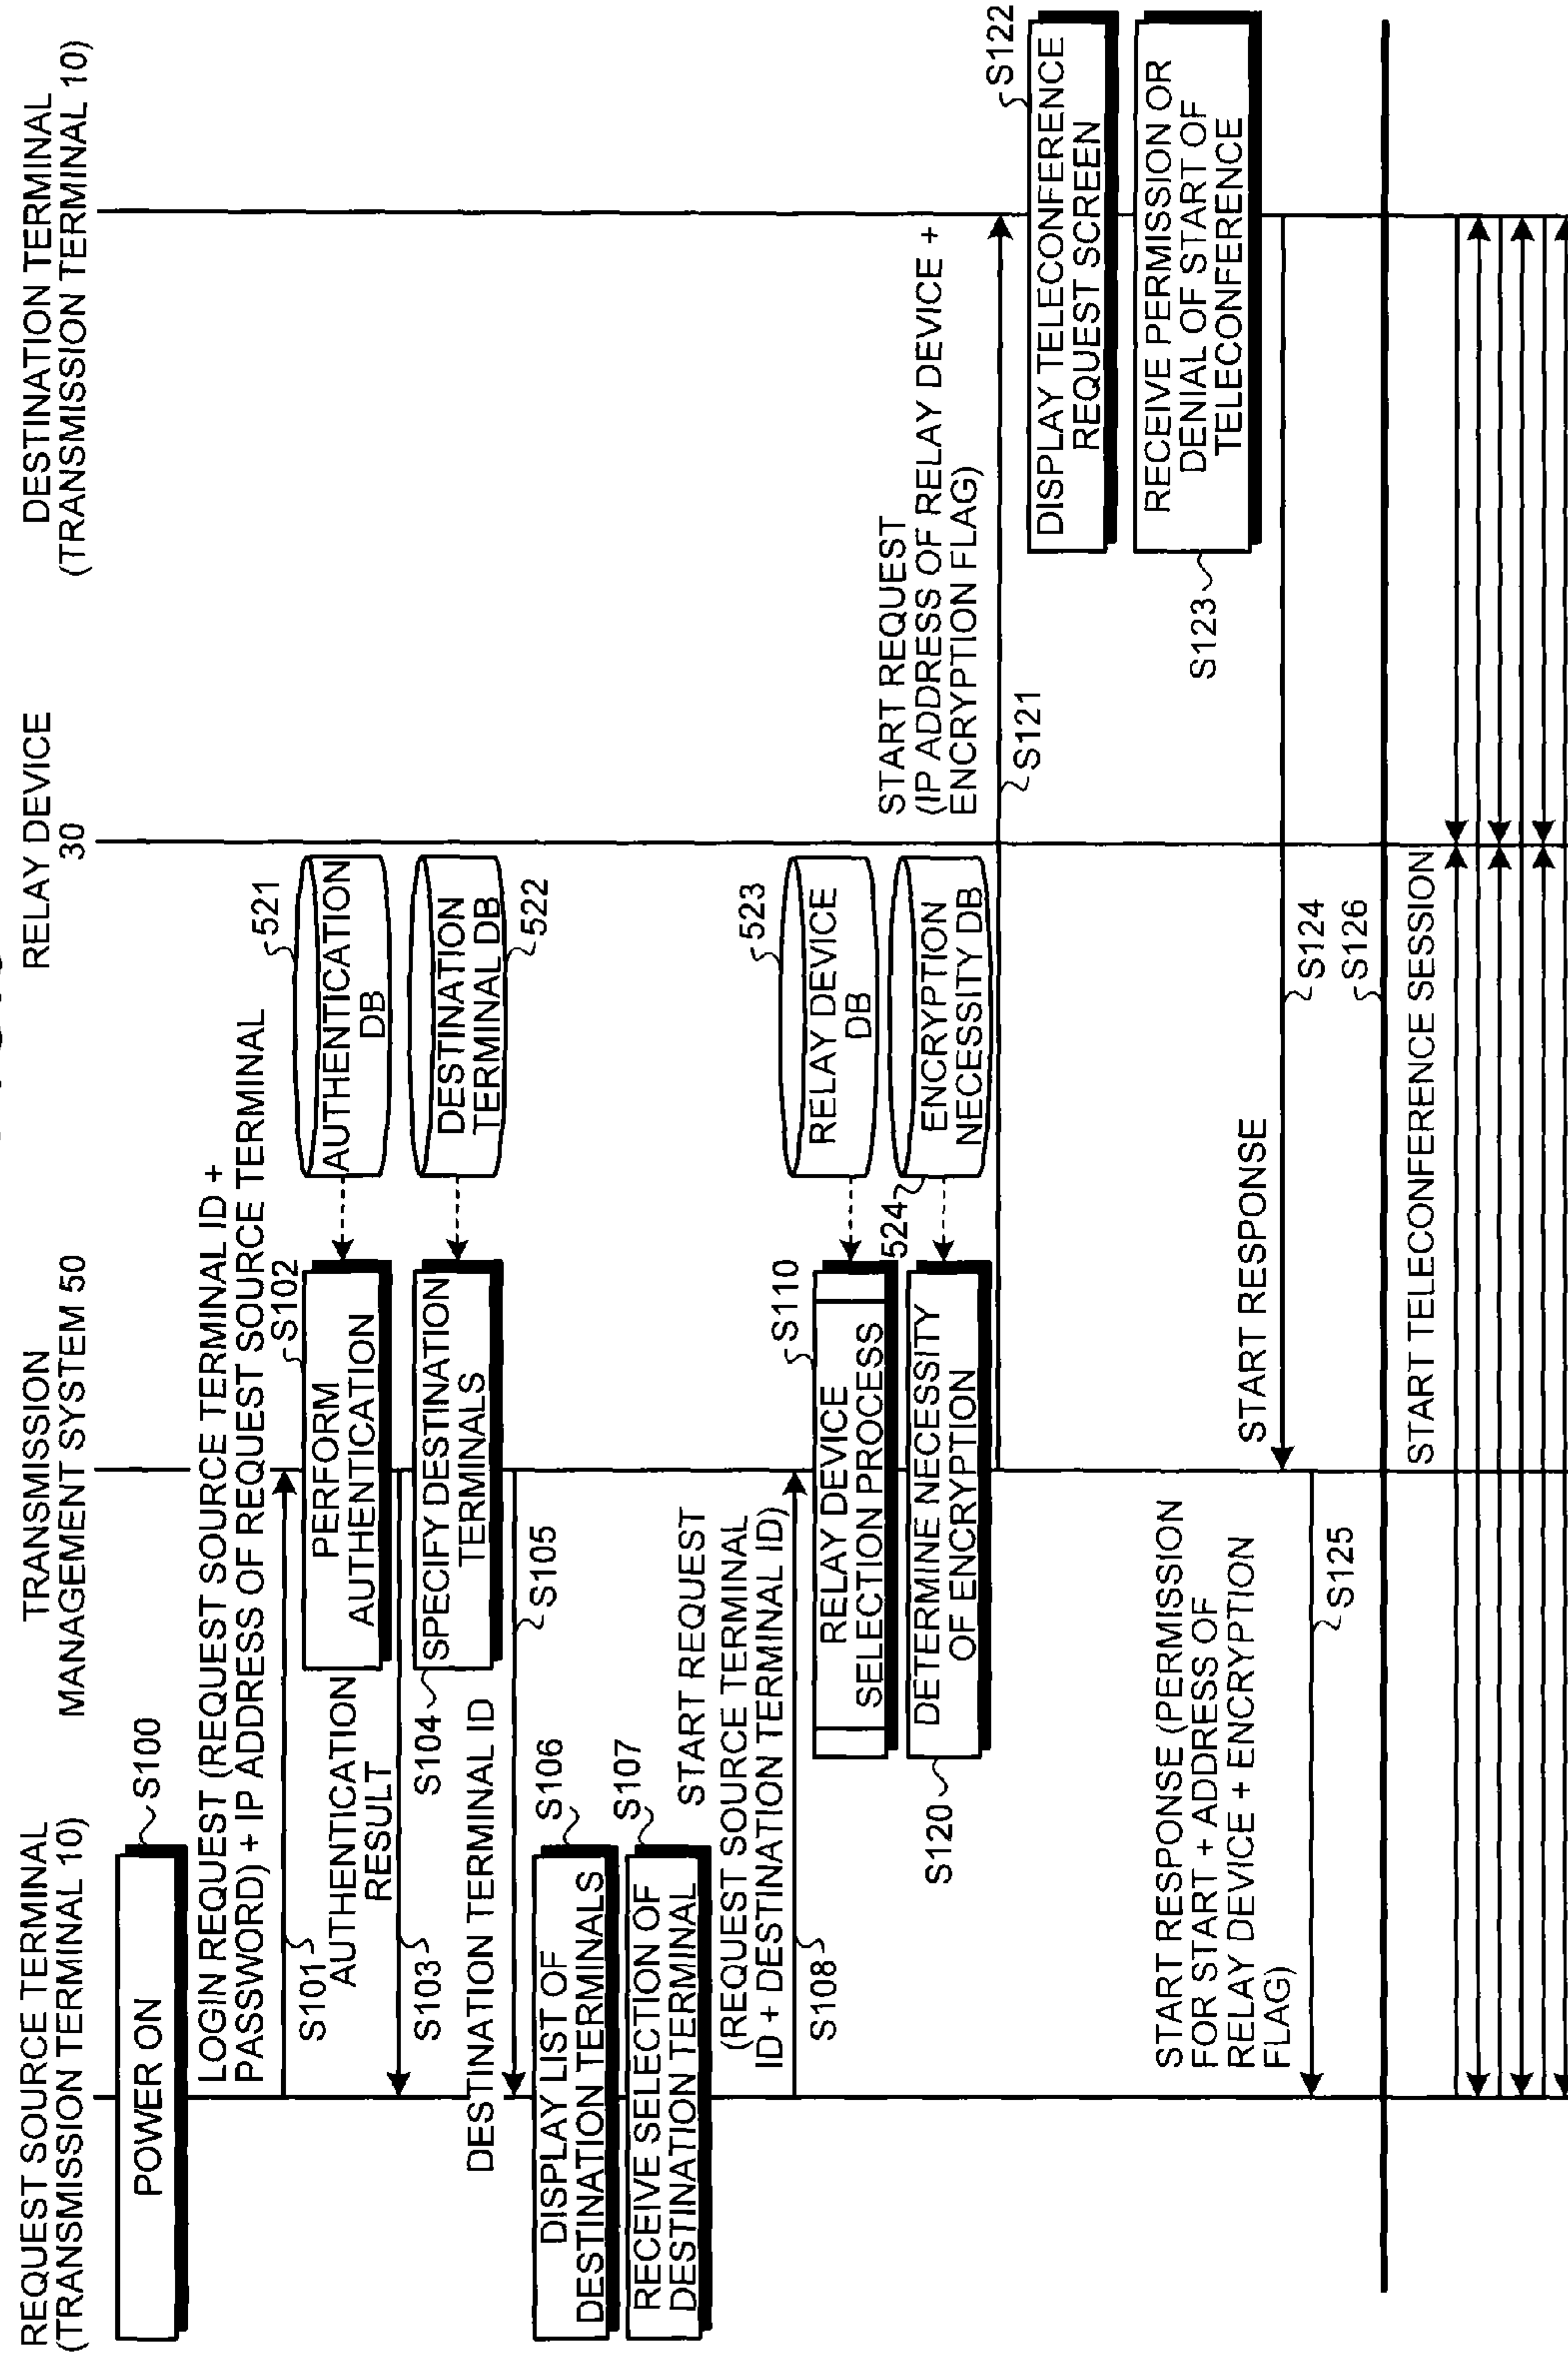 REQUEST SOURCE TERMINAL
(TRANSMISSION TERMINAL 10)
TRANSMISSION
MANAGEMENT SYSTEM 50
RELAY DEVICE
30
DESTINATION TERMINAL
(TRANSMISSION TERMINAL 10)
POWER ON
S100
LOGIN REQUEST (REQUEST SOURCE TERMINAL ID +
PASSWORD) + IP ADDRESS OF REQUEST SOURCE TERMINAL
S101
S102
PERFORM
AUTHENTICATION
521
AUTHENTICATION
DB
AUTHENTICATION
RESULT
S103
S104
SPECIFY DESTINATION
TERMINALS
DESTINATION
TERMINAL DB
522
DESTINATION TERMINAL ID
S105
S106
DISPLAY LIST OF
DESTINATION TERMINALS
S107
RECEIVE SELECTION OF
DESTINATION TERMINAL
START REQUEST
(REQUEST SOURCE TERMINAL
ID + DESTINATION TERMINAL ID)
S108
S110
RELAY DEVICE
SELECTION PROCESS
523
RELAY DEVICE
DB
S120
DETERMINE NECESSITY
OF ENCRYPTION
524
ENCRYPTION
NECESSITY DB
START REQUEST
(IP ADDRESS OF RELAY DEVICE +
ENCRYPTION FLAG)
S121
S122
DISPLAY TELECONFERENCE
REQUEST SCREEN
S123
RECEIVE PERMISSION OR
DENIAL OF START OF
TELECONFERENCE
START RESPONSE
S124
START RESPONSE (PERMISSION
FOR START + ADDRESS OF
RELAY DEVICE + ENCRYPTION
FLAG)
S125
S126
START TELECONFERENCE SESSION